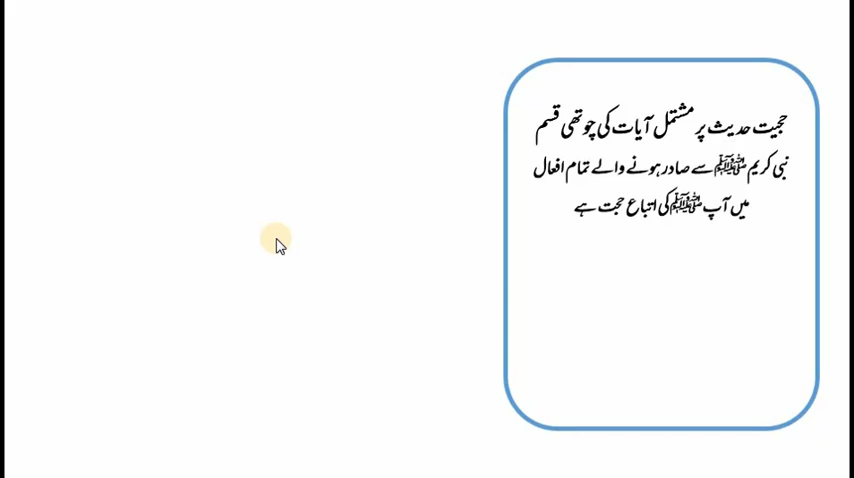 حجیت حدیث پر مشتمل آیات کی چوتھی قسم
نبی کریم ﷺ سے صادر ہونے والے تمام افعال
میں آپ ﷺ کی اتباع حجت ہے